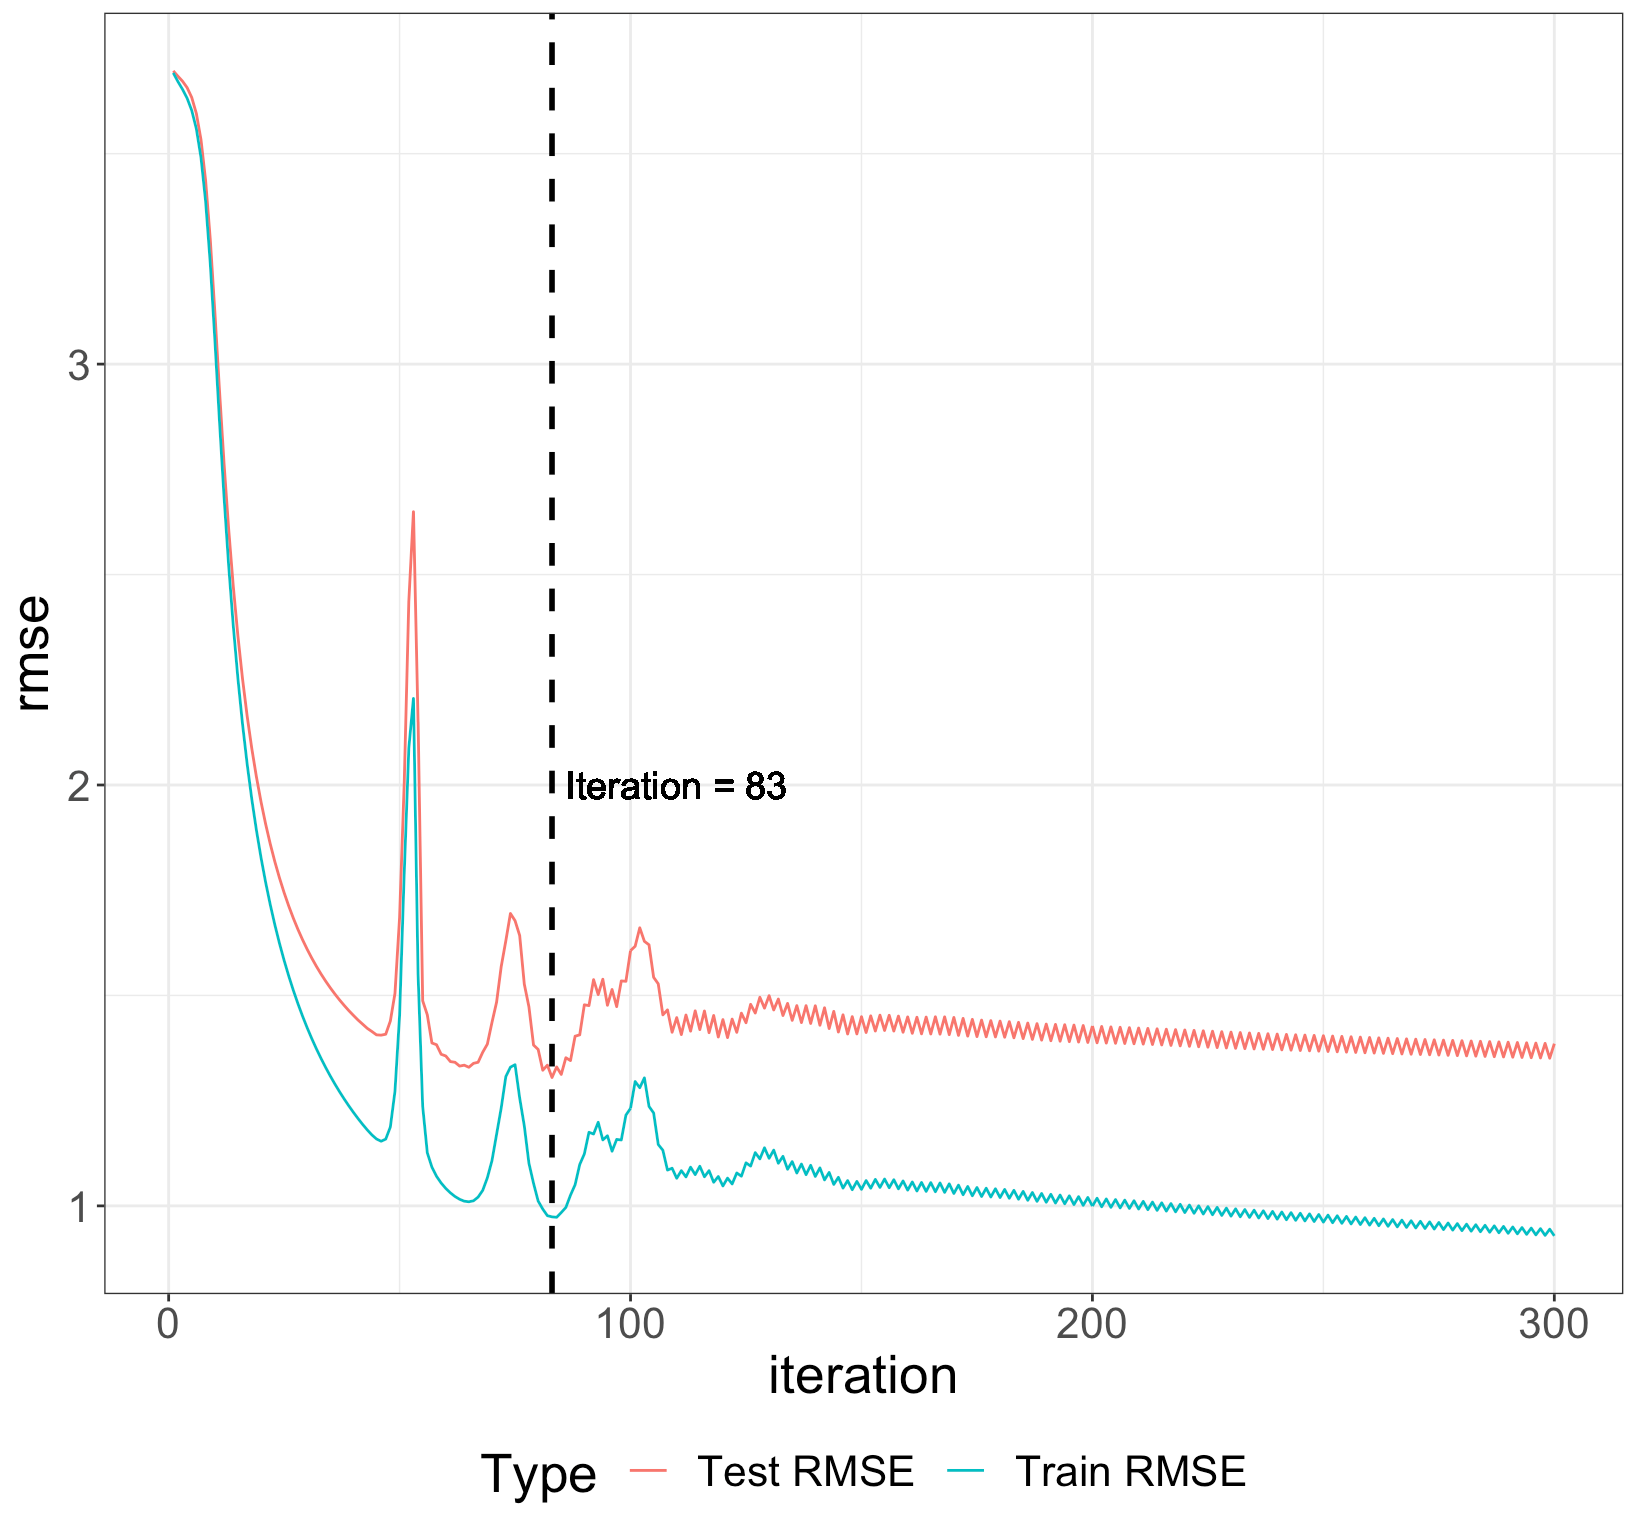 rmse
3
2
1
Iteration = 83
0 100 200 300
iteration
Type Test RMSE Train RMSE